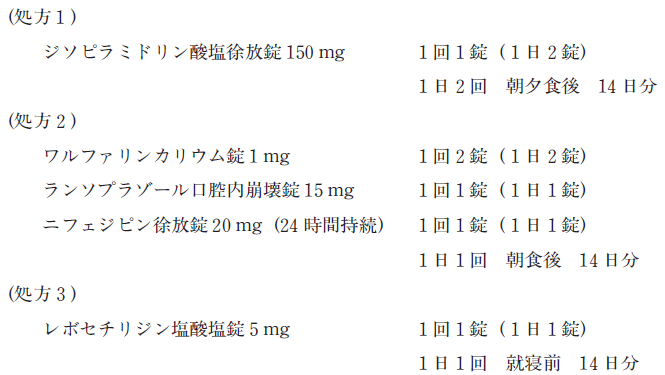 (処方1)
ジソピラミドリン酸塩徐放錠 150 mg 1回1錠(1日2錠)
1日2回 朝夕食後 14日分
(処方2)
ワルファリンカリウム錠 1 mg 1回2錠(1日2錠)
ランソプラゾール口腔内崩壊錠 15 mg 1回1錠(1日1錠)
ニフェジピン徐放錠 20 mg (24時間持続) 1回1錠(1日1錠)
1日1回 朝食後 14日分
(処方3)
レボセチリジン塩酸塩錠 5 mg 1回1錠(1日1錠)
1日1回 就寝前 14日分